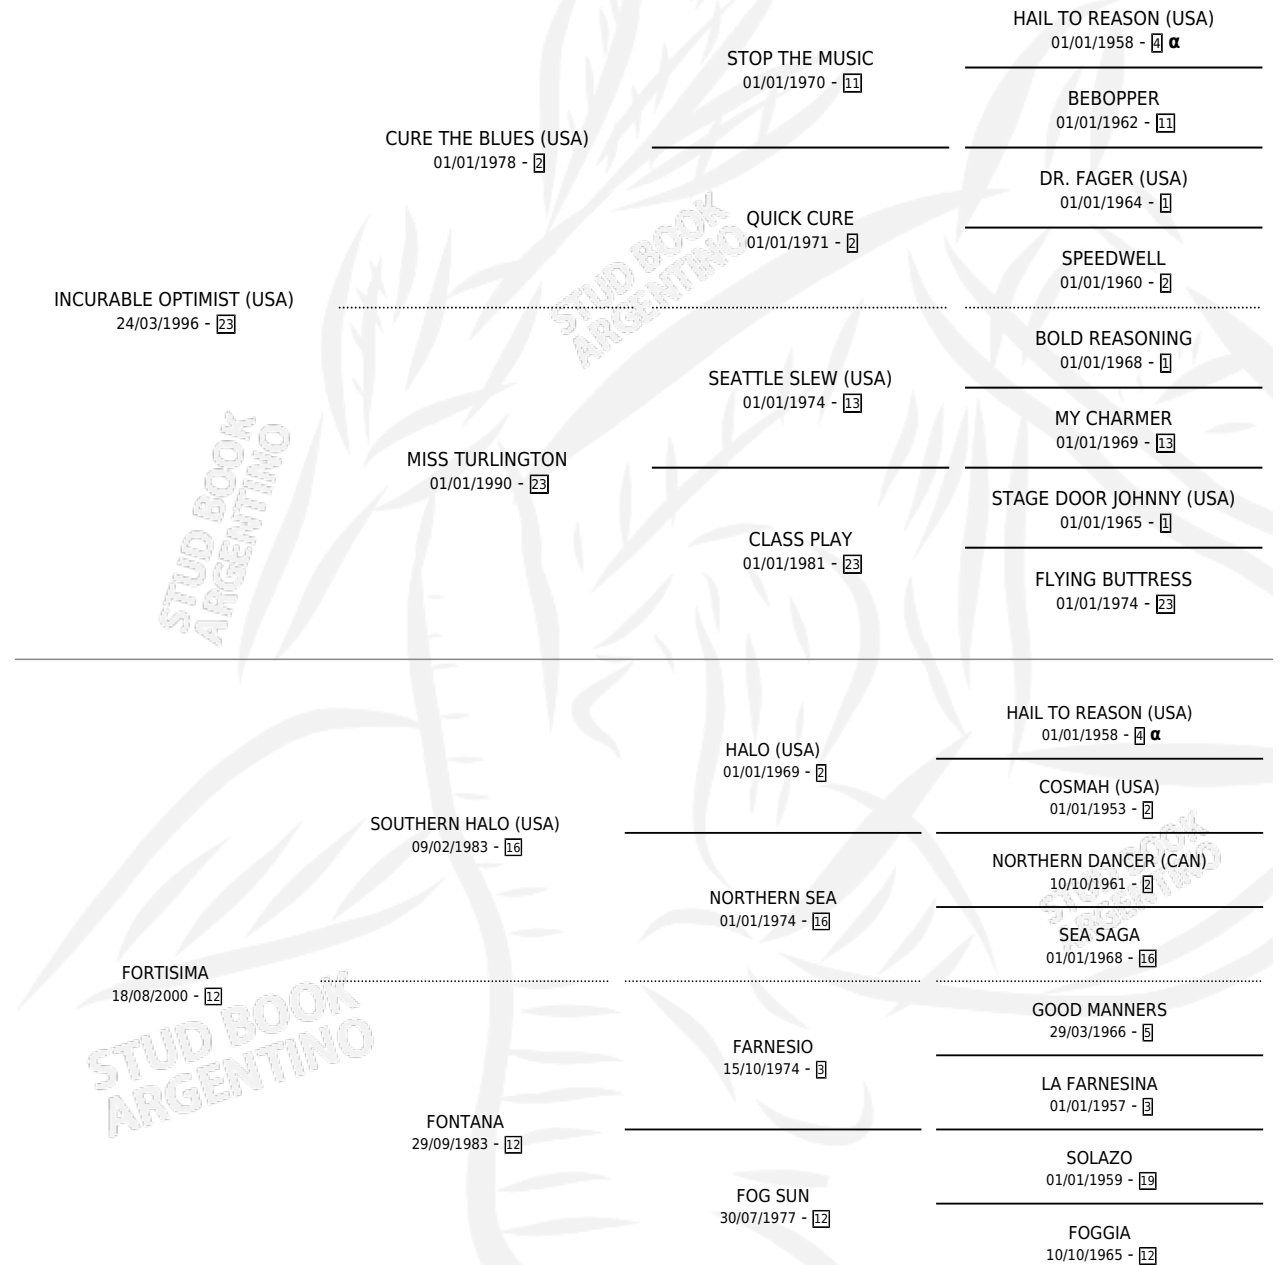 HAIL TO REASON (USA)
01/01/1958 - 4 α
STOP THE MUSIC
01/01/1970 - 11
BEBOPPER
01/01/1962 - 11
CURE THE BLUES (USA)
01/01/1978 - 2
DR. FAGER (USA)
01/01/1964 - 1
QUICK CURE
01/01/1971 - 2
SPEEDWELL
01/01/1960 - 2
INCURABLE OPTIMIST (USA)
24/03/1996 - 23
STUD BOOK
ARGENTINO
BOLD REASONING
01/01/1968 - 1
SEATTLE SLEW (USA)
01/01/1974 - 13
MY CHARMER
01/01/1969 - 13
MISS TURLINGTON
01/01/1990 - 23
STAGE DOOR JOHNNY (USA)
01/01/1965 - 1
CLASS PLAY
01/01/1981 - 23
FLYING BUTTRESS
01/01/1974 - 23
STUD BOOK
ARGENTINO
HAIL TO REASON (USA)
01/01/1958 - 4 α
HALO (USA)
01/01/1969 - 2
COSMAH (USA)
01/01/1953 - 2
SOUTHERN HALO (USA)
09/02/1983 - 16
NORTHERN DANCER (CAN)
10/10/1961 - 2
STUD BOOK
ARGENTINO
NORTHERN SEA
01/01/1974 - 16
SEA SAGA
01/01/1968 - 16
FORTISIMA
18/08/2000 - 12
STUD BOOK
ARGENTINO
GOOD MANNERS
29/03/1966 - 5
FARNESIO
15/10/1974 - 3
LA FARNESINA
01/01/1957 - 3
FONTANA
29/09/1983 - 12
SOLAZO
01/01/1959 - 19
FOG SUN
30/07/1977 - 12
FOGGIA
10/10/1965 - 12